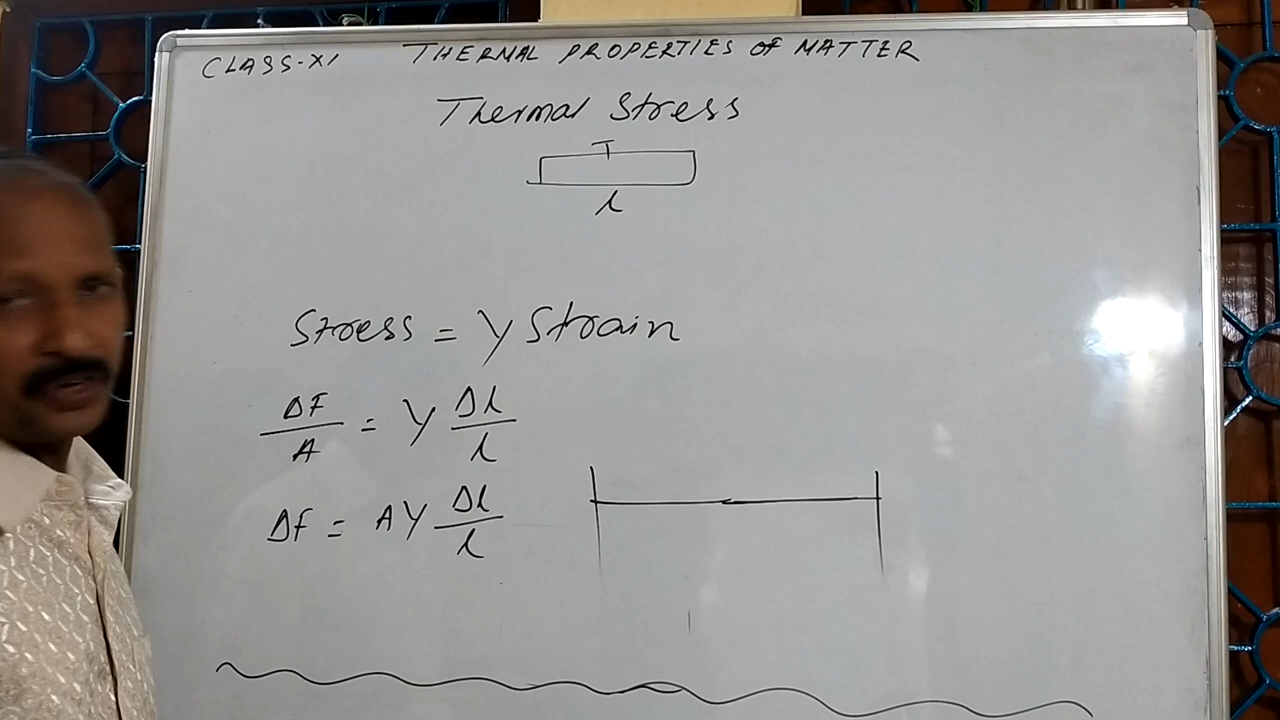 CLASS-XI THERMAL PROPERTIES OF MATTER
Thermal Stress
T
l
Stress = Y Strain
ΔF/A = Y Δl/l
ΔF = AY Δl/l